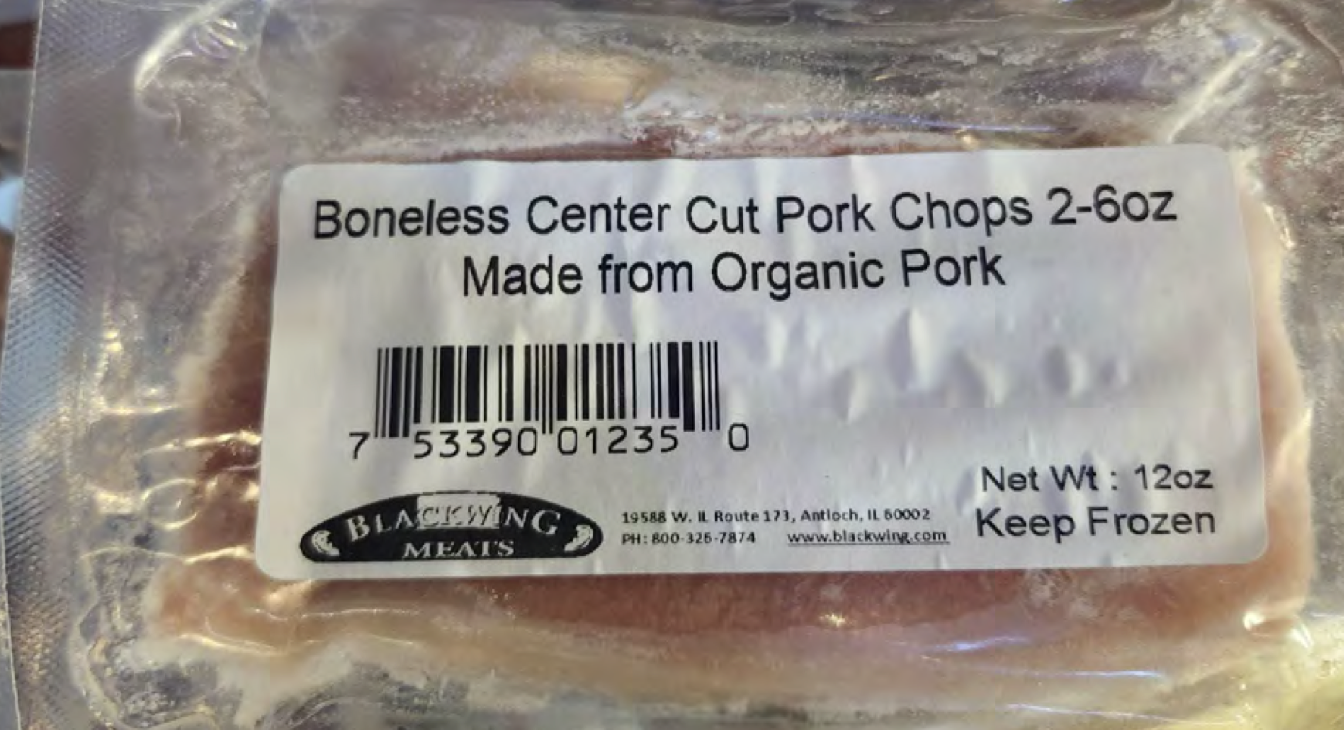 Boneless Center Cut Pork Chops 2-6oz
Made from Organic Pork
7 53390 01235 0
Net Wt : 12oz
Keep Frozen
BLACKWING
MEATS
19588 W. IL Route 173, Antioch, IL 60002
PH: 800-326-7874 www.blackwing.com